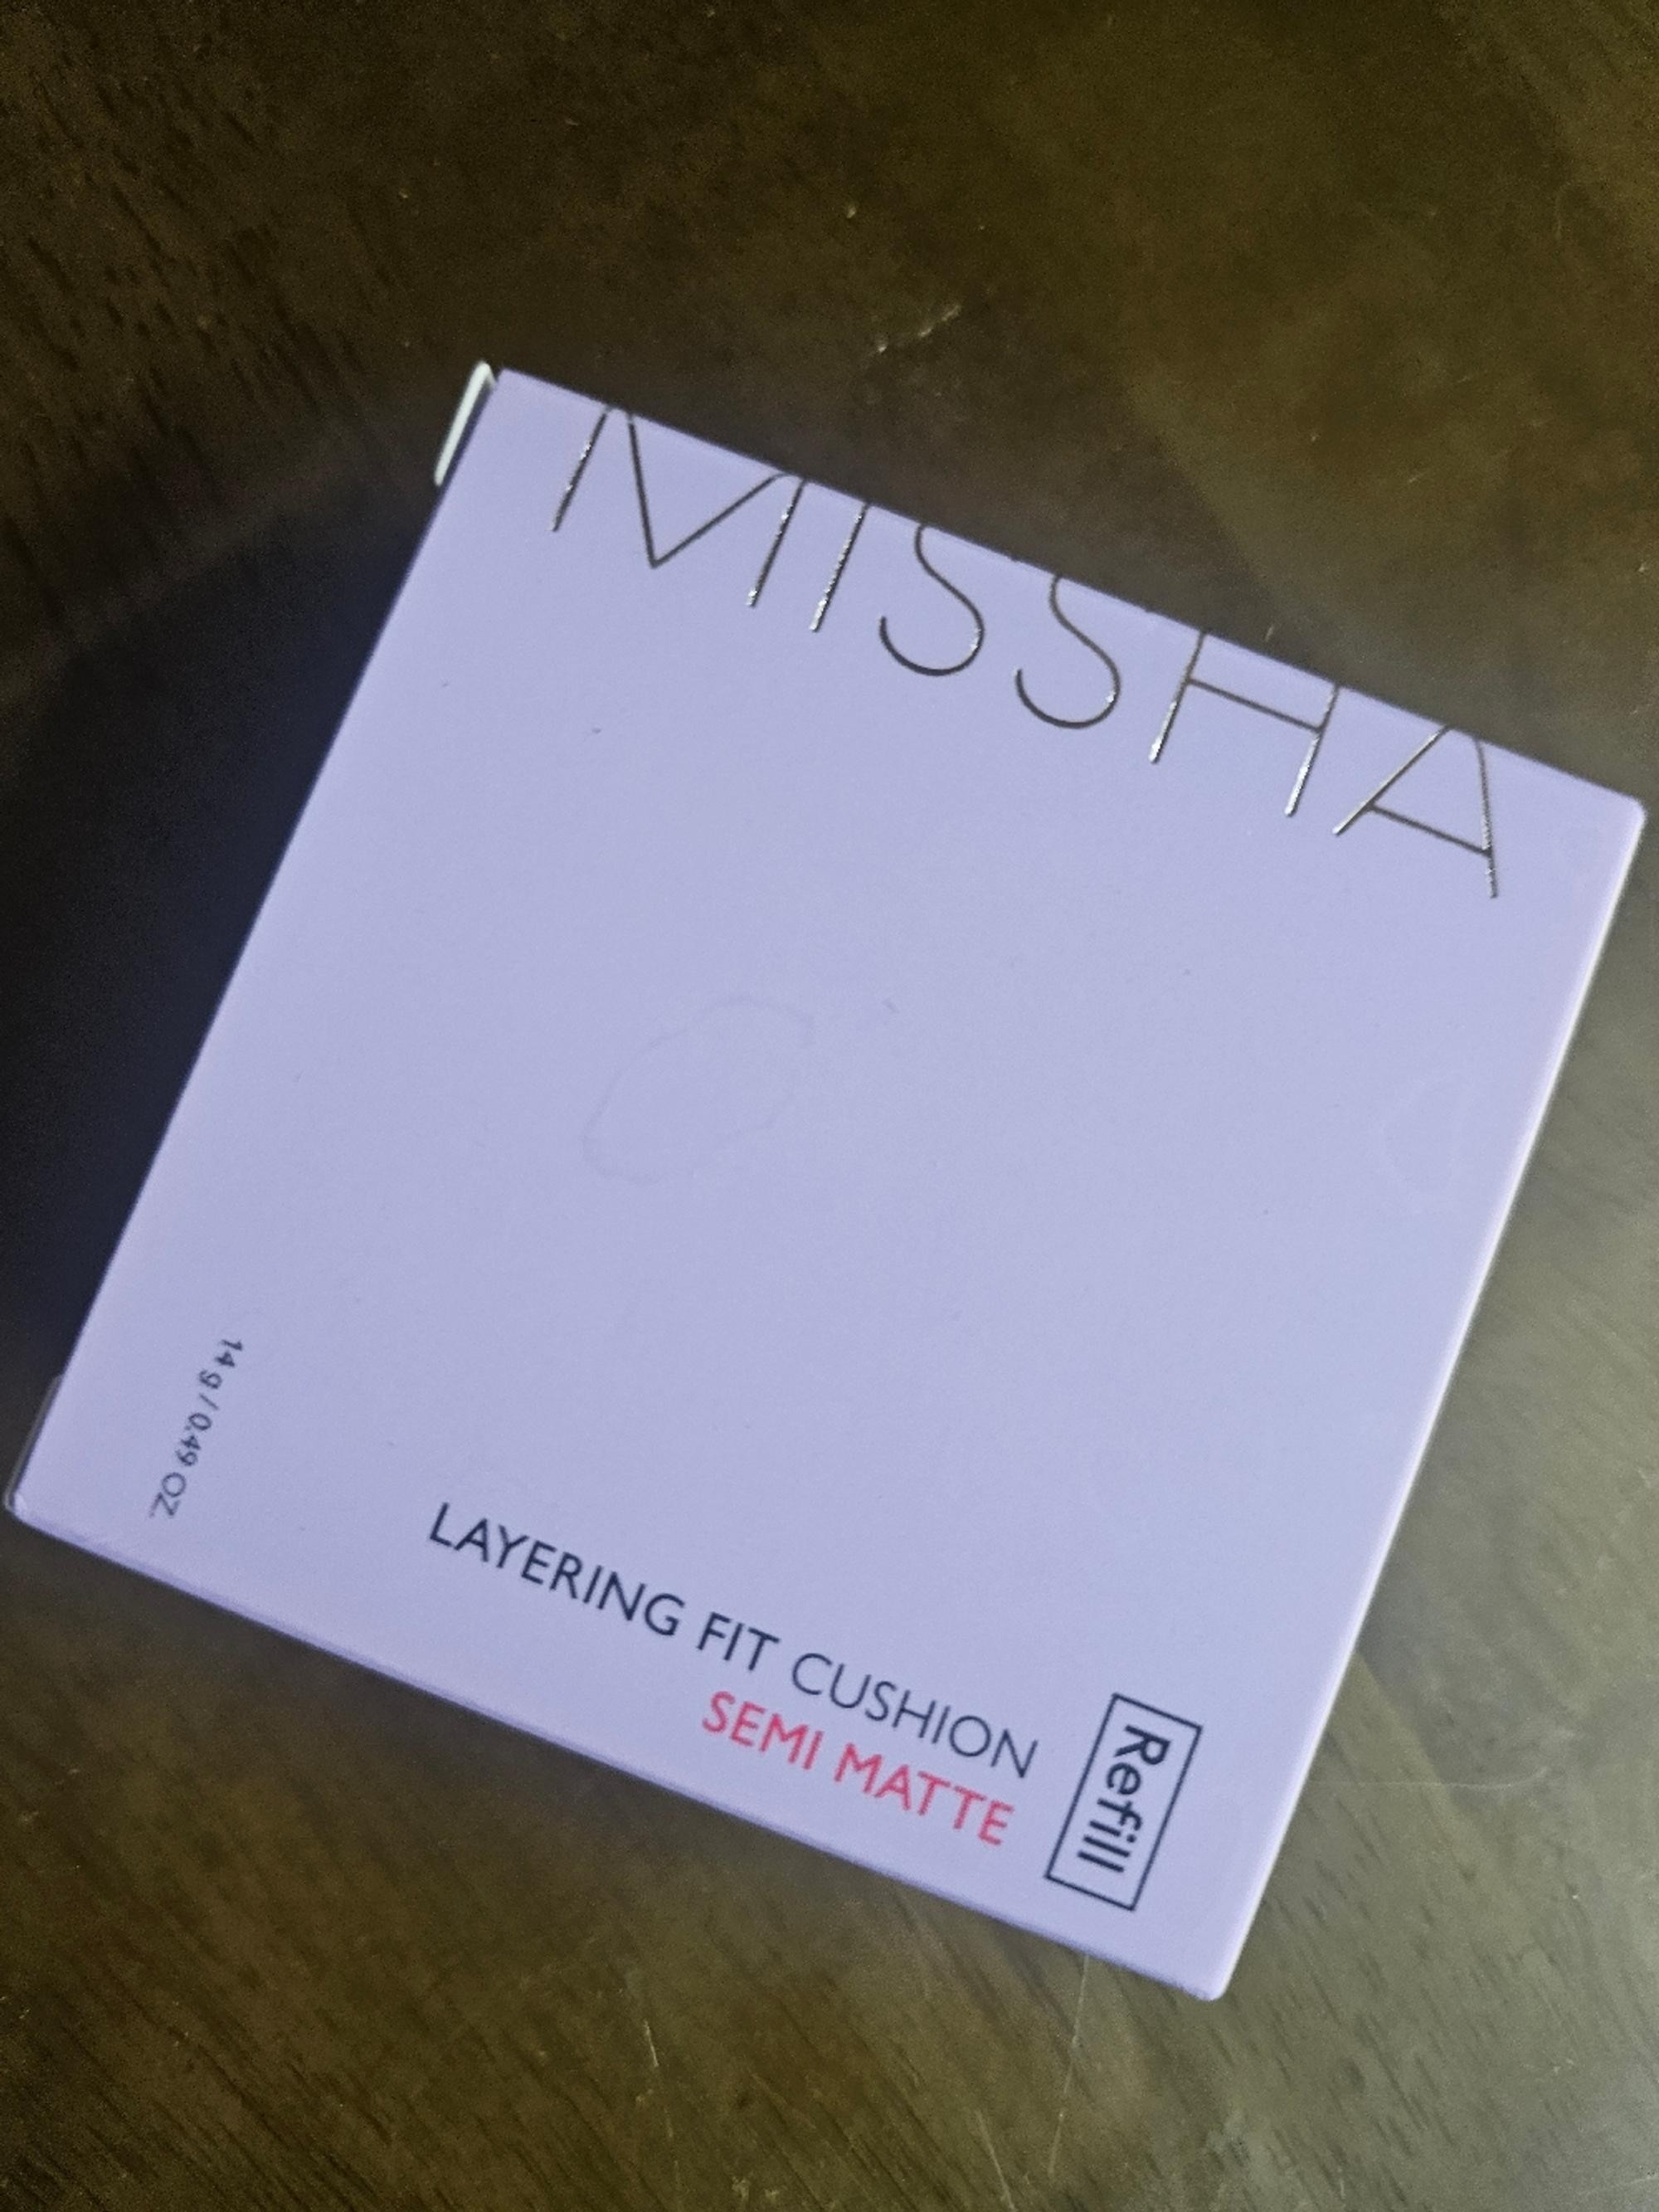 MISSHA
14 g / 0.49 OZ.
LAYERING FIT CUSHION
SEMI MATTE
Refill